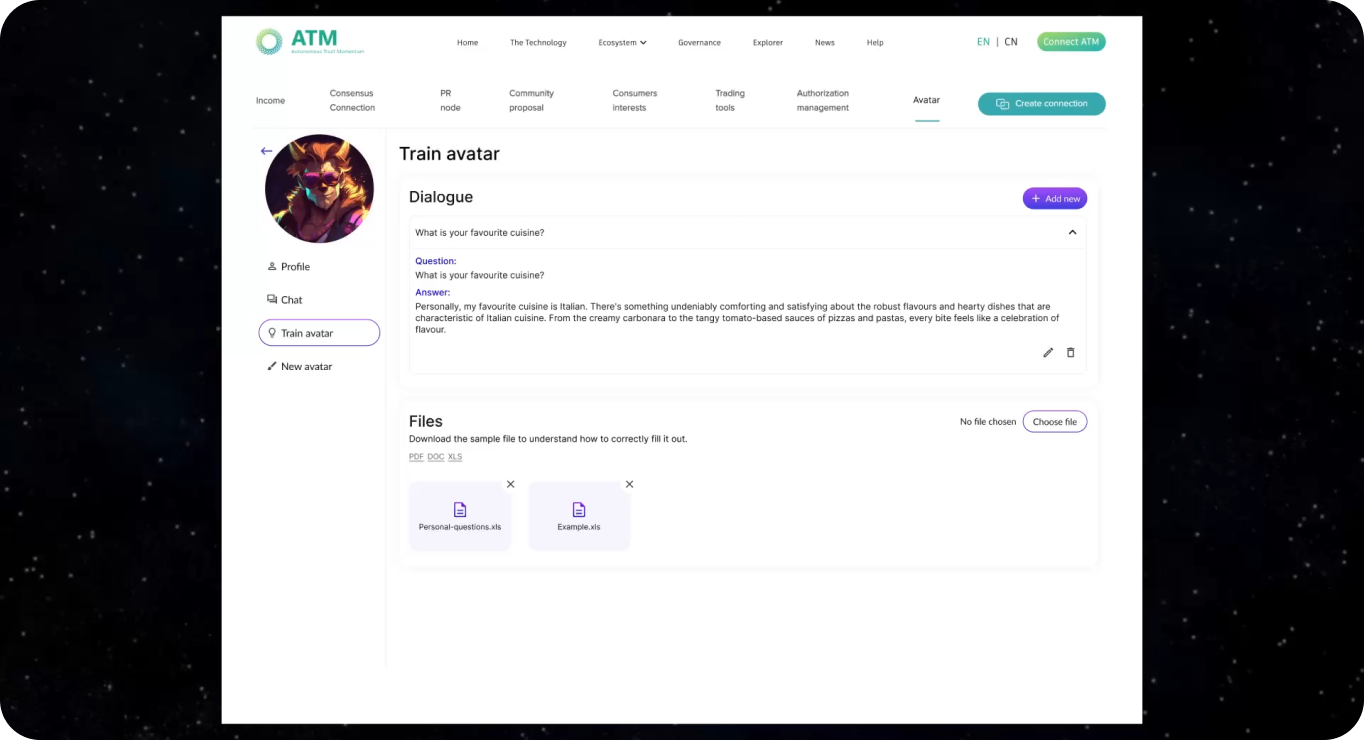 ATM
Autonomous Trust Momentum
Home
The Technology
Ecosystem
Governance
Explorer
News
Help
EN | CN
Connect ATM
Income
Consensus
Connection
PR
node
Community
proposal
Consumers
interests
Trading
tools
Authorization
management
Avatar
Create connection
Profile
Chat
Train avatar
New avatar
Train avatar
Dialogue
+ Add new
What is your favourite cuisine?
Question:
What is your favourite cuisine?
Answer:
Personally, my favourite cuisine is Italian. There's something undeniably comforting and satisfying about the robust flavours and hearty dishes that are
characteristic of Italian cuisine. From the creamy carbonara to the tangy tomato-based sauces of pizzas and pastas, every bite feels like a celebration of
flavour.
Files
No file chosen
Choose file
Download the sample file to understand how to correctly fill it out.
PDF DOC XLS
Personal-questions.xls
Example.xls